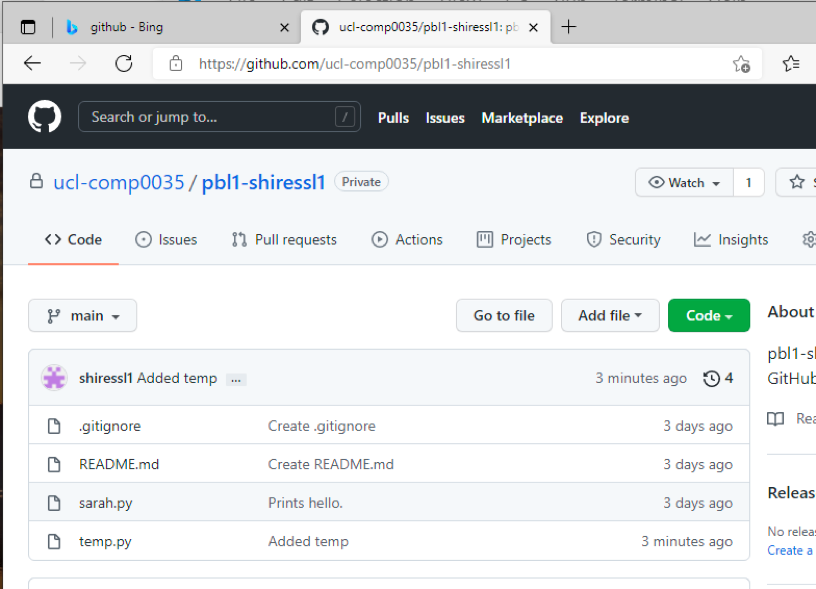 github - Bing
ucl-comp0035/pbl1-shiressl1: pb
https://github.com/ucl-comp0035/pbl1-shiressl1
Search or jump to... /
Pulls Issues Marketplace Explore
ucl-comp0035 / pbl1-shiressl1 Private
Watch 1
Code Issues Pull requests Actions Projects Security Insights
main Go to file Add file Code
About
pbl1-sh
GitHub
shiressl1 Added temp ... 3 minutes ago 4
.gitignore Create .gitignore 3 days ago
Rea
README.md Create README.md 3 days ago
Releas
sarah.py Prints hello. 3 days ago
No relea
temp.py Added temp 3 minutes ago
Create a